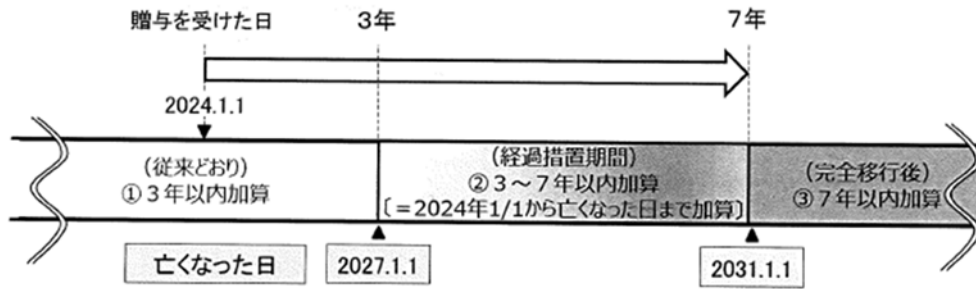 贈与を受けた日
3年
7年
2024.1.1
(従来どおり)
①3年以内加算
(経過措置期間)
②3~7年以内加算
〔=2024年1/1から亡くなった日まで加算〕
(完全移行後)
③7年以内加算
亡くなった日
2027.1.1
2031.1.1